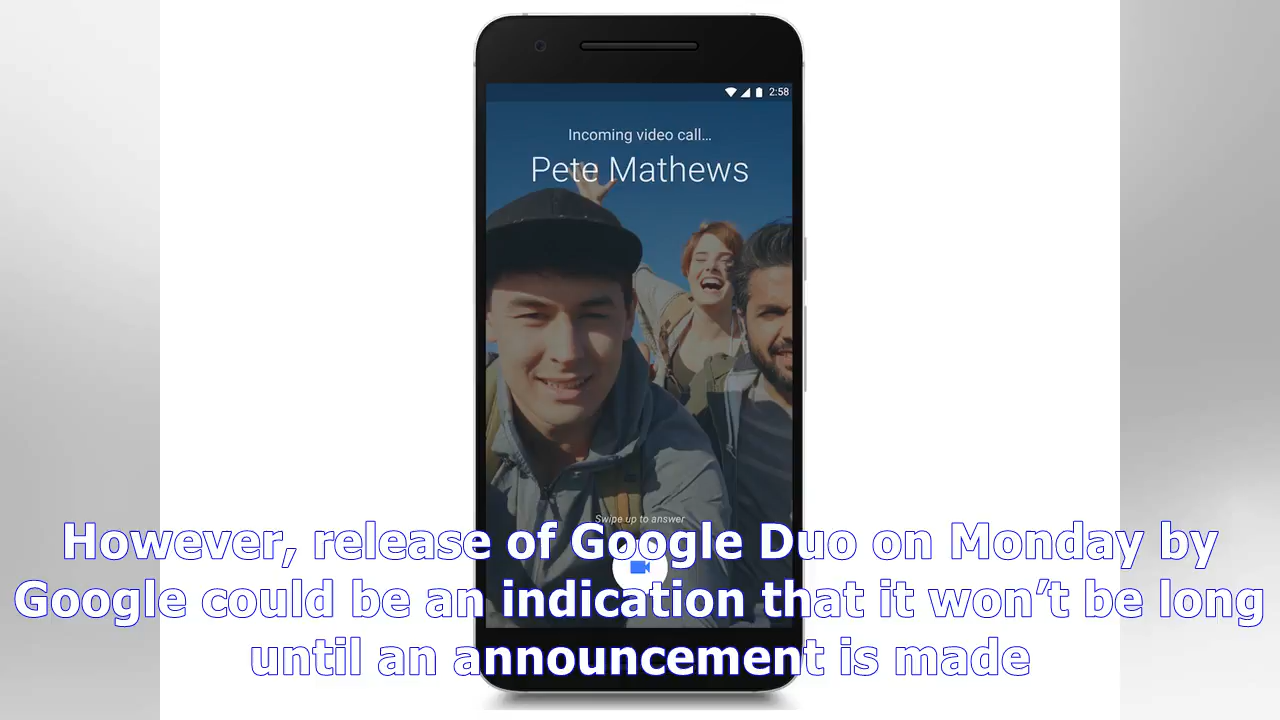 2:58
Incoming video call...
Pete Mathews
Swipe up to answer
However, release of Google Duo on Monday by
Google could be an indication that it won’t be long
until an announcement is made